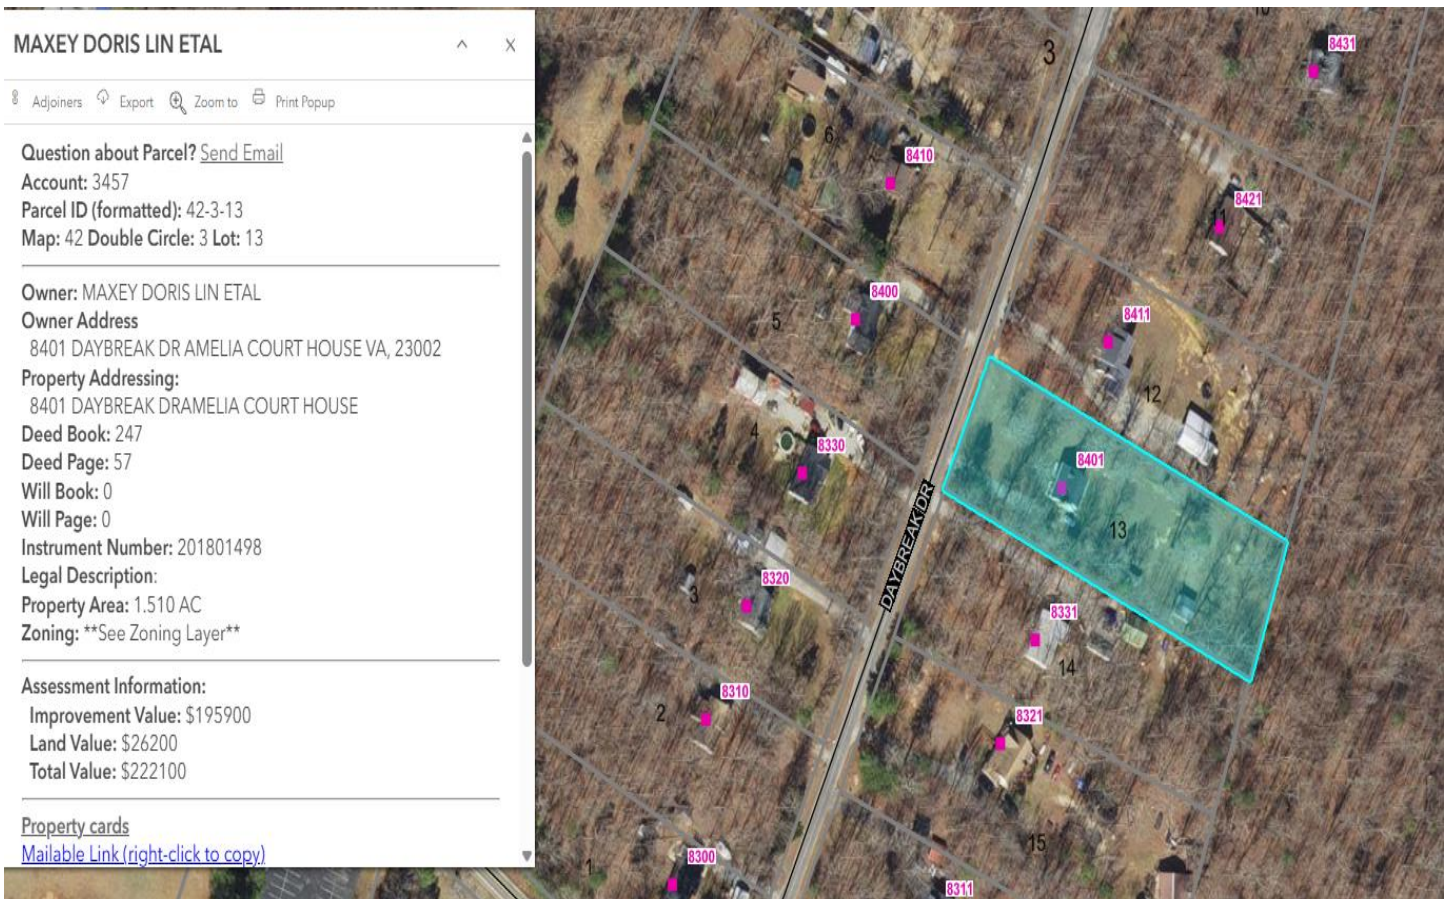 MAXEY DORIS LIN ETAL
Adjoiners Export Zoom to Print Popup
Question about Parcel? Send Email
Account: 3457
Parcel ID (formatted): 42-3-13
Map: 42 Double Circle: 3 Lot: 13
Owner: MAXEY DORIS LIN ETAL
Owner Address
8401 DAYBREAK DR AMELIA COURT HOUSE VA, 23002
Property Addressing:
8401 DAYBREAK DRAMELIA COURT HOUSE
Deed Book: 247
Deed Page: 57
Will Book: 0
Will Page: 0
Instrument Number: 201801498
Legal Description:
Property Area: 1.510 AC
Zoning: **See Zoning Layer**
Assessment Information:
Improvement Value: $195900
Land Value: $26200
Total Value: $222100
Property cards
Mailable Link (right-click to copy)
3
8431
6
8410
8421
11
8400
5
8411
12
4
8330
8401
13
DAYBREAK DR
8320
3
8331
14
8310
2
8321
15
8300
1
8311